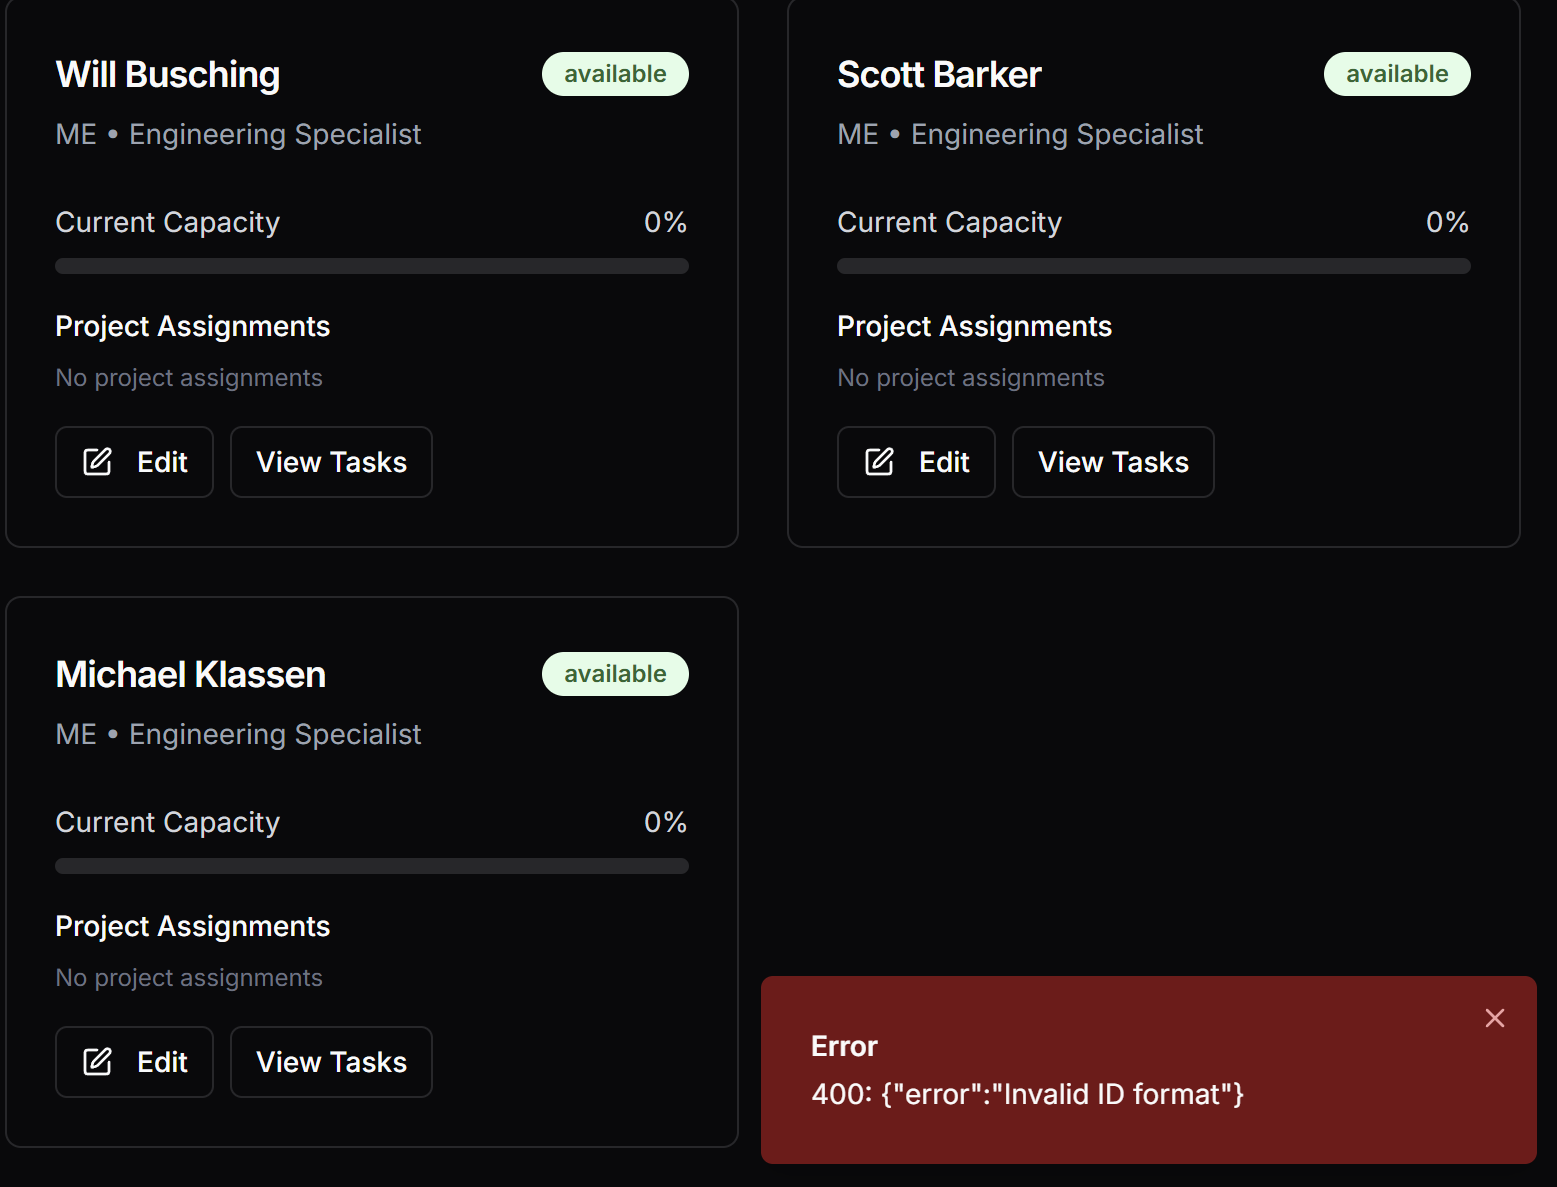 Will Busching
available
ME • Engineering Specialist
Current Capacity
0%
Project Assignments
No project assignments
Edit
View Tasks
Scott Barker
available
ME • Engineering Specialist
Current Capacity
0%
Project Assignments
No project assignments
Edit
View Tasks
Michael Klassen
available
ME • Engineering Specialist
Current Capacity
0%
Project Assignments
No project assignments
Edit
View Tasks
Error
400: {"error":"Invalid ID format"}